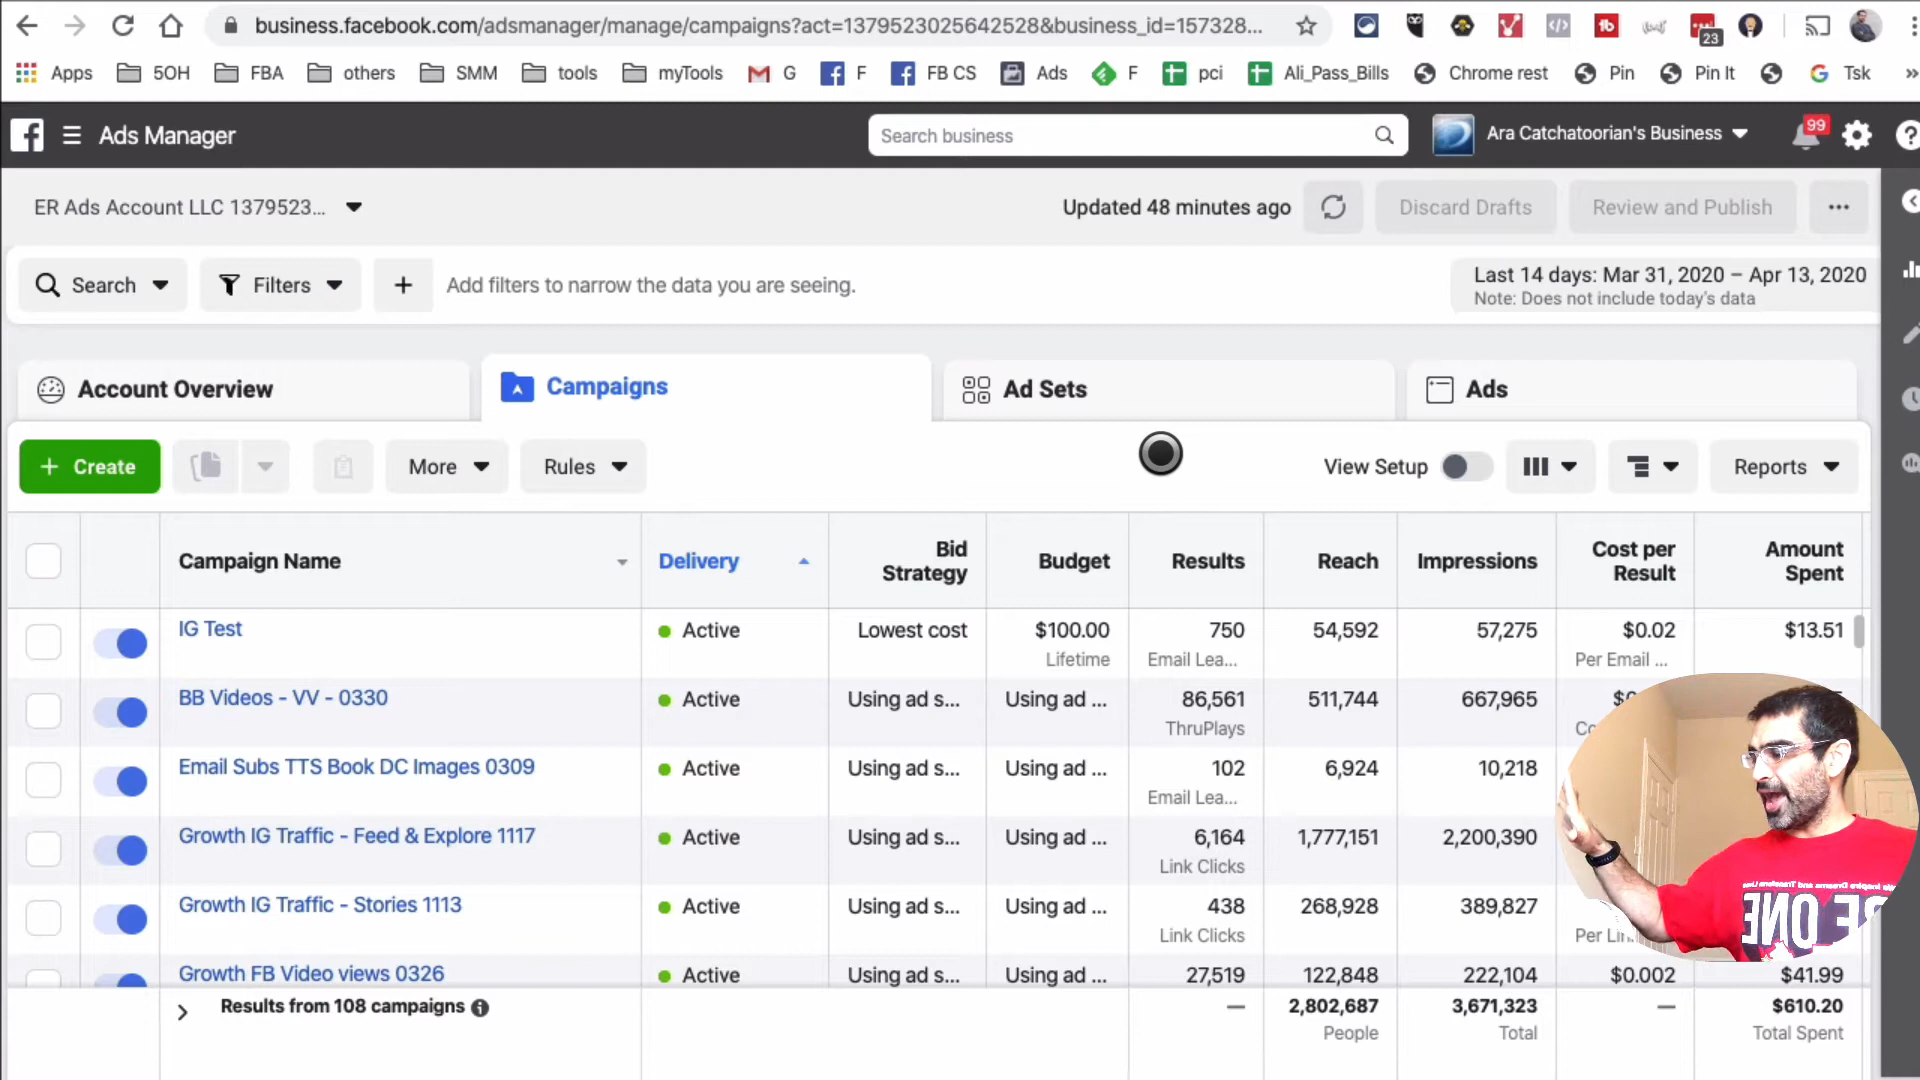 business.facebook.com/adsmanager/manage/campaigns?act=1379523025642528&business_id=157328...
23
Apps 5OH FBA others SMM tools myTools G F FB CS Ads F pci Ali_Pass_Bills Chrome rest Pin Pin It Tsk »
Ads Manager
Search business
Ara Catchatoorian's Business
99
ER Ads Account LLC 1379523...
Updated 48 minutes ago
Discard Drafts
Review and Publish
Search
Filters
Add filters to narrow the data you are seeing.
Last 14 days: Mar 31, 2020 – Apr 13, 2020
Note: Does not include today's data
Account Overview
Campaigns
Ad Sets
Ads
+ Create
More
Rules
View Setup
Reports
Campaign Name Delivery Bid Strategy Budget Results Reach Impressions Cost per Result Amount Spent
IG Test Active Lowest cost $100.00 750 54,592 57,275 $0.02 $13.51
Lifetime Email Lea... Per Email ...
BB Videos - VV - 0330 Active Using ad s... Using ad ... 86,561 511,744 667,965
ThruPlays
Email Subs TTS Book DC Images 0309 Active Using ad s... Using ad ... 102 6,924 10,218
Email Lea...
Growth IG Traffic - Feed & Explore 1117 Active Using ad s... Using ad ... 6,164 1,777,151 2,200,390
Link Clicks
Growth IG Traffic - Stories 1113 Active Using ad s... Using ad ... 438 268,928 389,827
Link Clicks Per
Growth FB Video views 0326 Active Using ad s... Using ad ... 27,519 122,848 222,104 $0.002 $41.99
Results from 108 campaigns — 2,802,687 3,671,323 — $610.20
People Total Total Spent